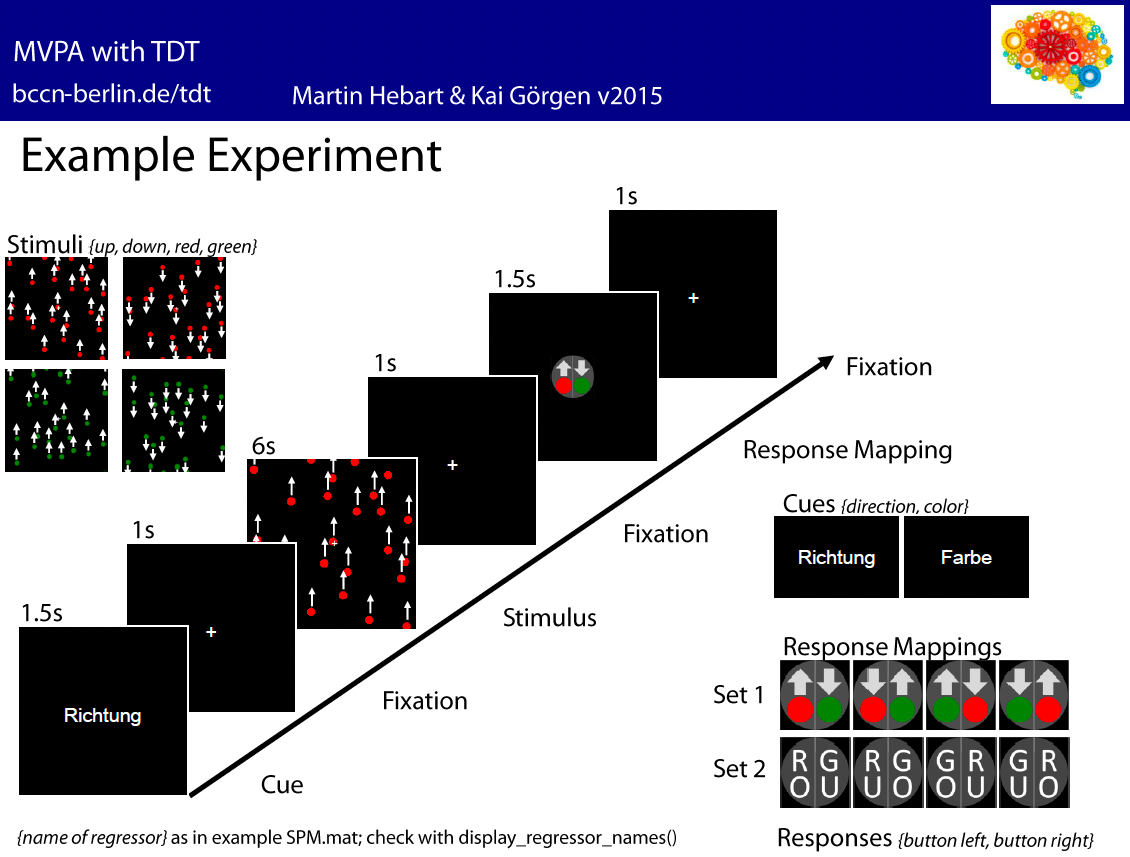 MVPA with TDT
bccn-berlin.de/tdt
Martin Hebart & Kai Görgen v2015
Example Experiment
Stimuli {up, down, red, green}
1s
1.5s
+
1s
Fixation
6s
+
Response Mapping
1s
Cues {direction, color}
Fixation
Richtung
Farbe
1.5s
+
Stimulus
Response Mappings
Richtung
Fixation
Set 1
Set 2
R G R G G R G R
O U U O O U U O
Cue
{name of regressor} as in example SPM.mat; check with display_regressor_names()
Responses {button left, button right}